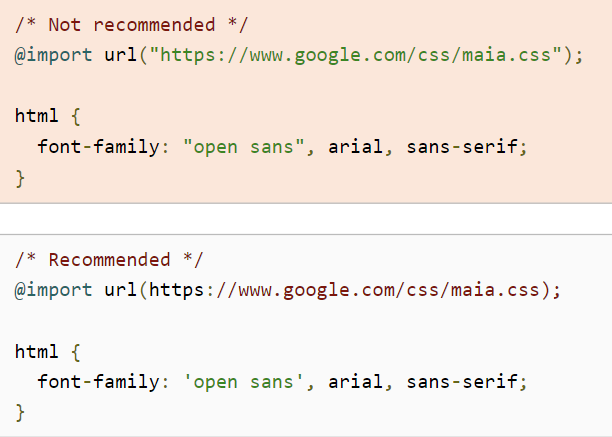 /* Not recommended */
@import url("https://www.google.com/css/maia.css");
html {
  font-family: "open sans", arial, sans-serif;
}
/* Recommended */
@import url(https://www.google.com/css/maia.css);
html {
  font-family: 'open sans', arial, sans-serif;
}